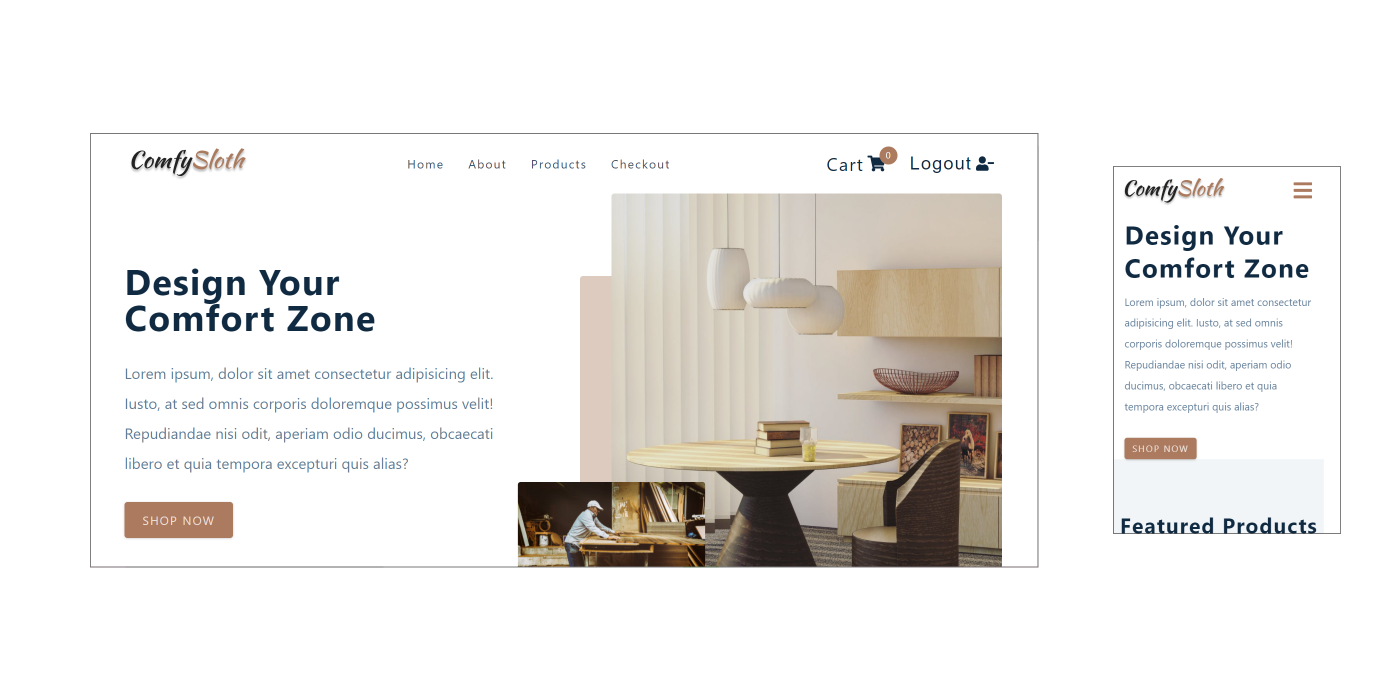 ComfySloth
Home About Products Checkout
Cart 0 Logout
Design Your
Comfort Zone
Lorem ipsum, dolor sit amet consectetur adipisicing elit.
Iusto, at sed omnis corporis doloremque possimus velit!
Repudiandae nisi odit, aperiam odio ducimus, obcaecati
libero et quia tempora excepturi quis alias?
SHOP NOW
ComfySloth
Design Your
Comfort Zone
Lorem ipsum, dolor sit amet consectetur
adipisicing elit. Iusto, at sed omnis
corporis doloremque possimus velit!
Repudiandae nisi odit, aperiam odio
ducimus, obcaecati libero et quia
tempora excepturi quis alias?
SHOP NOW
Featured Products